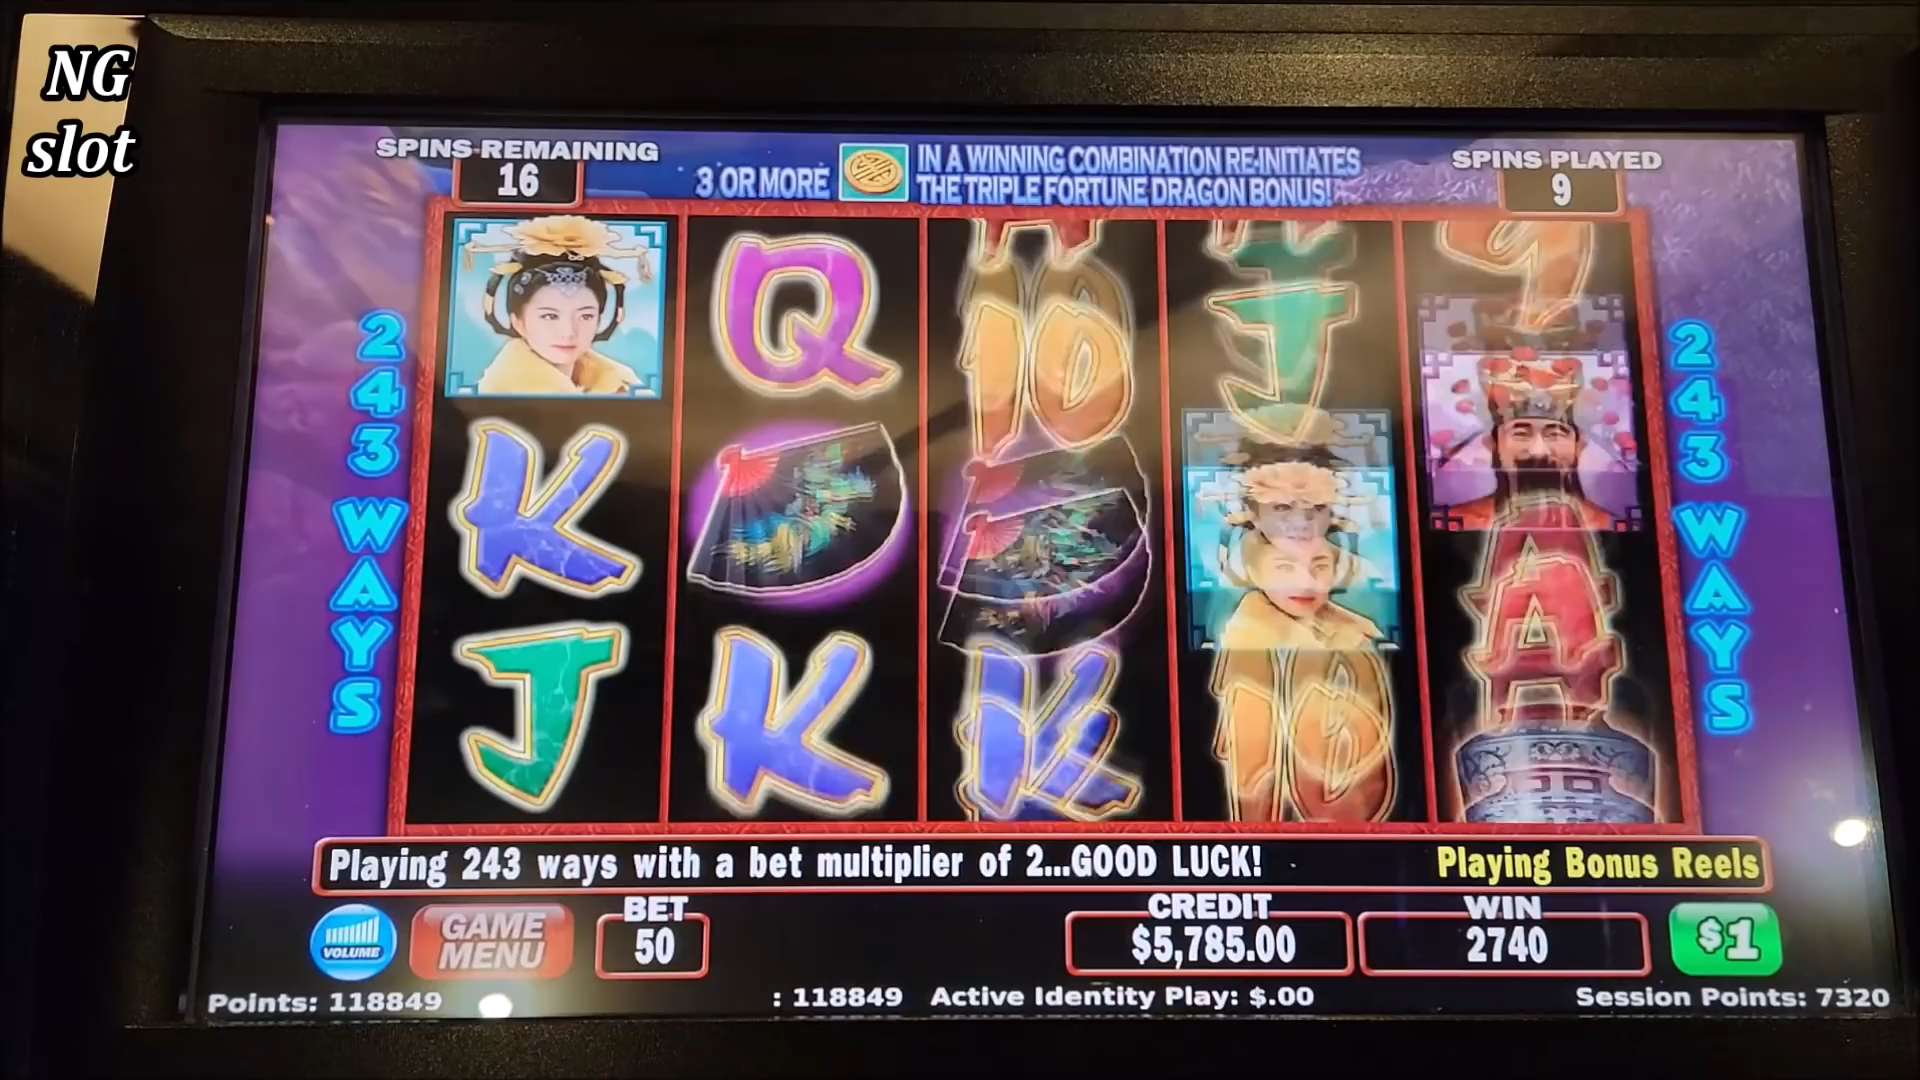 NG
slot
SPINS REMAINING
16
3 OR MORE
IN A WINNING COMBINATION RE-INITIATES
THE TRIPLE FORTUNE DRAGON BONUS!
SPINS PLAYED
9
243 WAYS
243 WAYS
Q
10
J
9
K
A
J
K
K
10
Playing 243 ways with a bet multiplier of 2...GOOD LUCK!
Playing Bonus Reels
VOLUME
GAME
MENU
BET
50
CREDIT
$5,785.00
WIN
2740
$1
Points: 118849
: 118849
Active Identity Play: $.00
Session Points: 7320